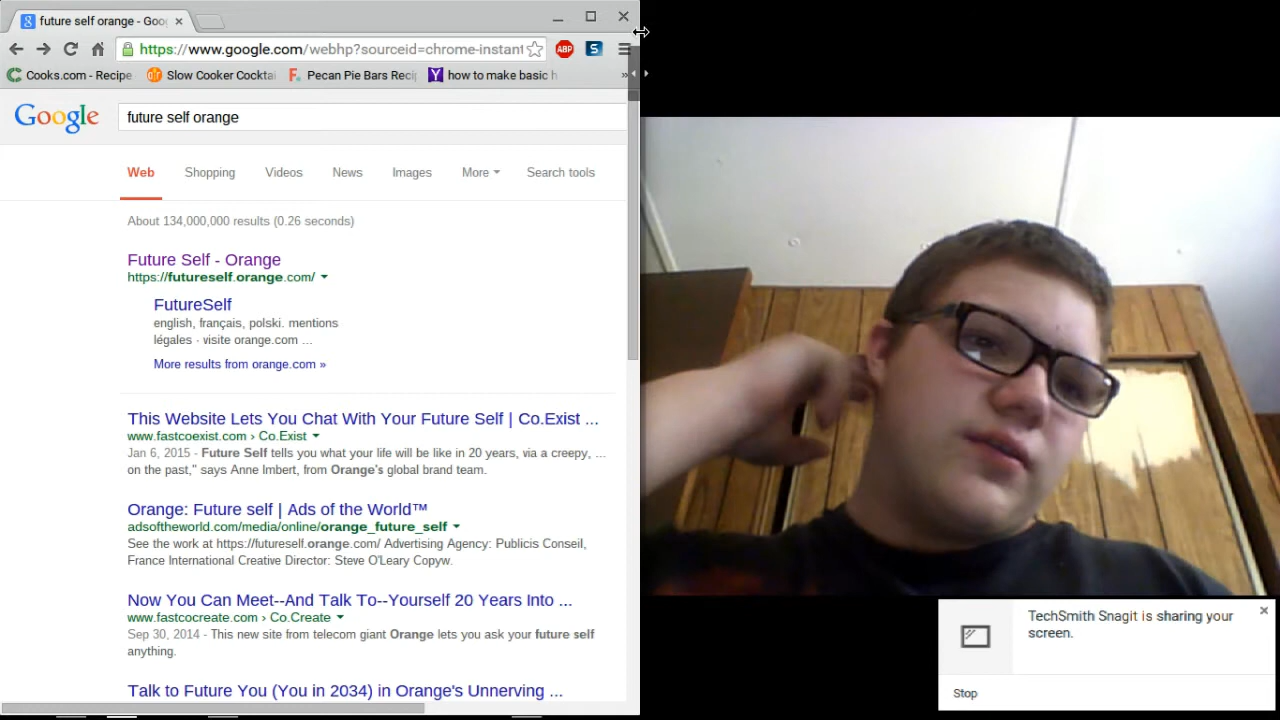 future self orange - Goo
https://www.google.com/webhp?sourceid=chrome-instant
ABP
S
Cooks.com - Recipe
Slow Cooker Cockta
Pecan Pie Bars Reci
how to make basic h
Google
future self orange
Web Shopping Videos News Images More Search tools
About 134,000,000 results (0.26 seconds)
Future Self - Orange
https://futureself.orange.com/
FutureSelf
english, français, polski. mentions
légales · visite orange.com ...
More results from orange.com »
This Website Lets You Chat With Your Future Self | Co.Exist ...
www.fastcoexist.com › Co.Exist
Jan 6, 2015 - Future Self tells you what your life will be like in 20 years, via a creepy, ...
on the past," says Anne Imbert, from Orange's global brand team.
Orange: Future self | Ads of the World™
adsoftheworld.com/media/online/orange_future_self
See the work at https://futureself.orange.com/ Advertising Agency: Publicis Conseil,
France International Creative Director: Steve O'Leary Copyw.
Now You Can Meet--And Talk To--Yourself 20 Years Into ...
www.fastcocreate.com › Co.Create
Sep 30, 2014 - This new site from telecom giant Orange lets you ask your future self
anything.
Talk to Future You (You in 2034) in Orange's Unnerving ...
TechSmith Snagit is sharing your
screen.
Stop